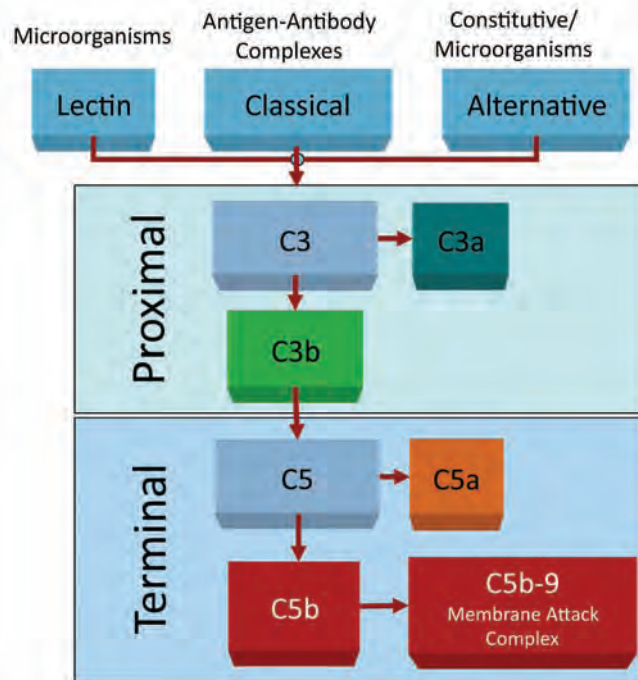 Microorganisms
Antigen-Antibody
Complexes
Constitutive/
Microorganisms
Lectin
Classical
Alternative
Proximal
C3
C3a
C3b
Terminal
C5
C5a
C5b
C5b-9
Membrane Attack
Complex